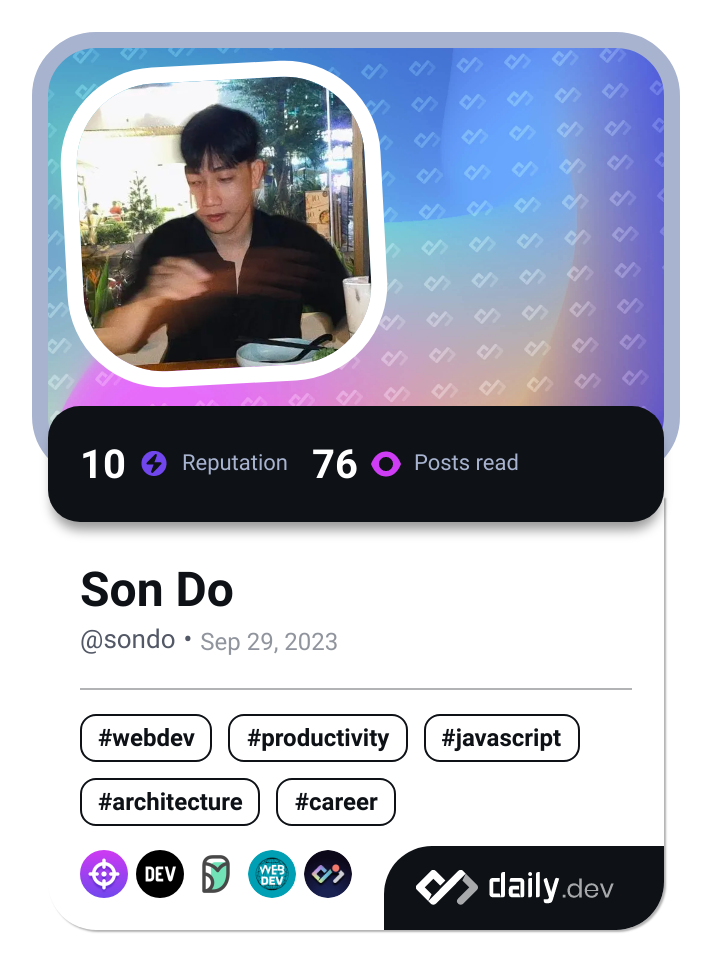 10 Reputation 76 Posts read
Son Do
@sondo • Sep 29, 2023
#webdev #productivity #javascript
#architecture #career
DEV WEB DEV
daily.dev